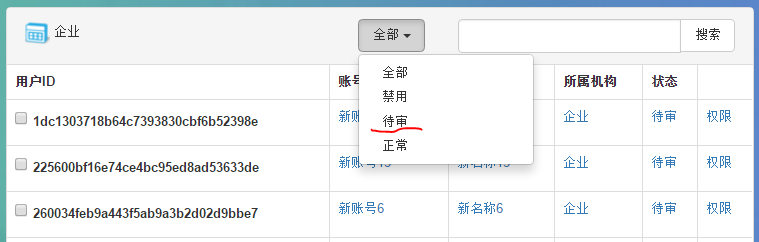 企业
全部
搜索
全部
禁用
待审
正常
用户ID
所属机构
状态
1dc1303718b64c7393830cbf6b52398e
企业
待审
权限
225600bf16e74ce4bc95ed8ad53633de
企业
待审
权限
260034feb9a443f5ab9a3b2d02d9bbe7
新账号6
新名称6
企业
待审
权限